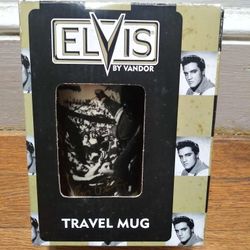 ELVIS
BY VANDOR
TRAVEL MUG